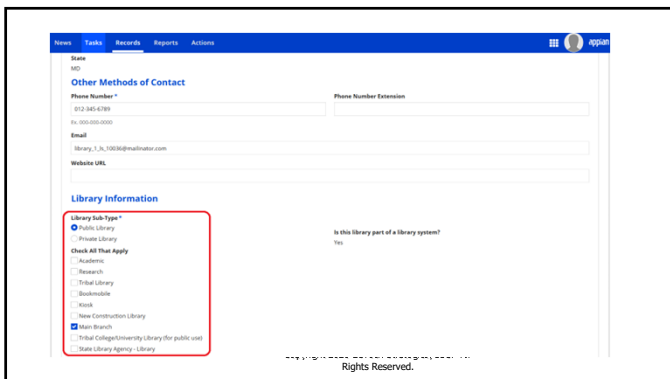 News Tasks Records Reports Actions appian
State
MD
Other Methods of Contact
Phone Number * Phone Number Extension
012-345-6789
Ex. 000-000-0000
Email
library_1_ls_10036@mailinator.com
Website URL
Library Information
Library Sub-Type *
Public Library
Is this library part of a library system?
Private Library
Yes
Check All That Apply
Academic
Research
Tribal Library
Bookmobile
Kiosk
New Construction Library
Main Branch
Tribal College/University Library (for public use)
State Library Agency - Library
Rights Reserved.